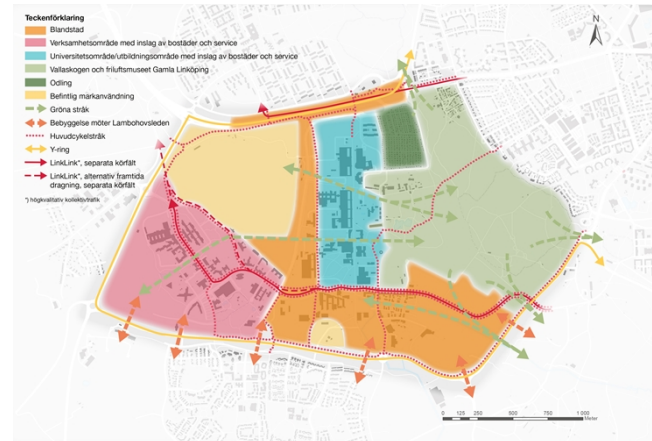 Teckenförklaring
Blandstad
Verksamhetsområde med inslag av bostäder och service
Universitetsområde/utbildningsområde med inslag av bostäder och service
Vallaskogen och friluftsmuseet Gamla Linköping
Odling
Befintlig markanvändning
Gröna stråk
Bebyggelse möter Lambohovsleden
Huvudcykelstråk
Y-ring
LinkLink*, separata körfält
LinkLink*, alternativ framtida
dragning, separata körfält
*) högkvalitativ kollektivtrafik
N
0 125 250 500 750 1 000
Meter